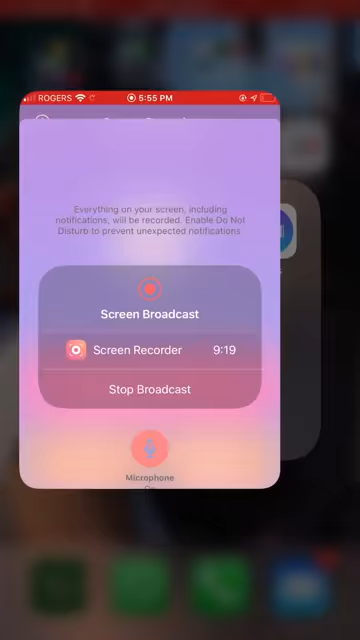 ROGERS
5:55 PM
Everything on your screen, including
notifications, will be recorded. Enable Do Not
Disturb to prevent unexpected notifications
Screen Broadcast
Screen Recorder 9:19
Stop Broadcast
Microphone
On